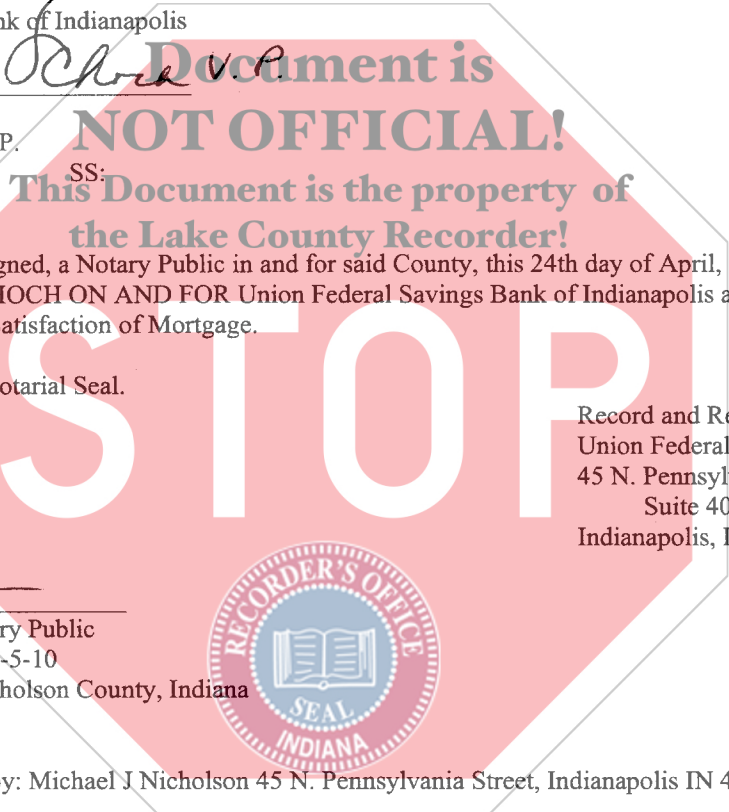 nk of Indianapolis
V. P.
Document is
NOT OFFICIAL!
P.
SS:
This Document is the property of
the Lake County Recorder!
gned, a Notary Public in and for said County, this 24th day of April,
HOCH ON AND FOR Union Federal Savings Bank of Indianapolis a
atisfaction of Mortgage.
STOP
otarial Seal.
Record and Re
Union Federal
45 N. Pennsyl
Suite 40
Indianapolis, I
RECORDER'S OFFICE
SEAL
INDIANA
ry Public
-5-10
holson County, Indiana
y: Michael J Nicholson 45 N. Pennsylvania Street, Indianapolis IN 4